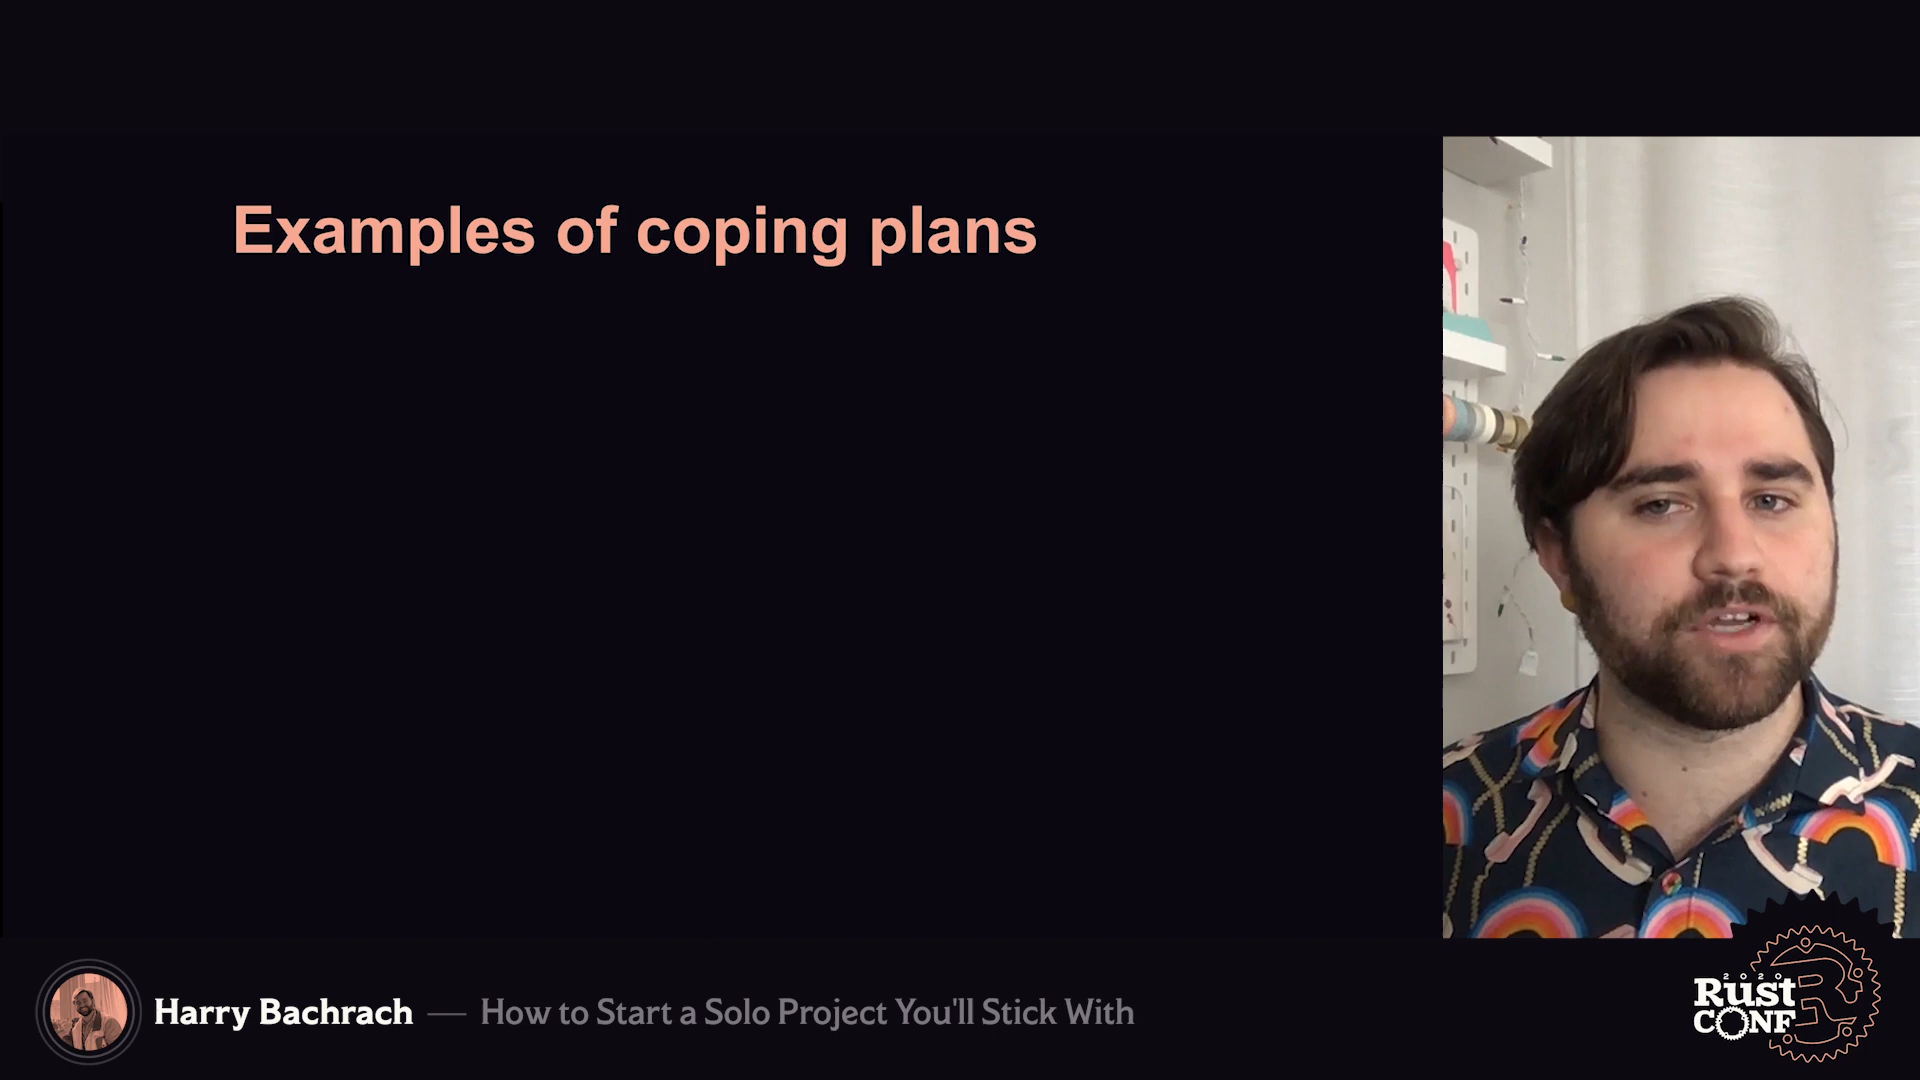 Examples of coping plans
Harry Bachrach — How to Start a Solo Project You'll Stick With
2020
Rust
CONF